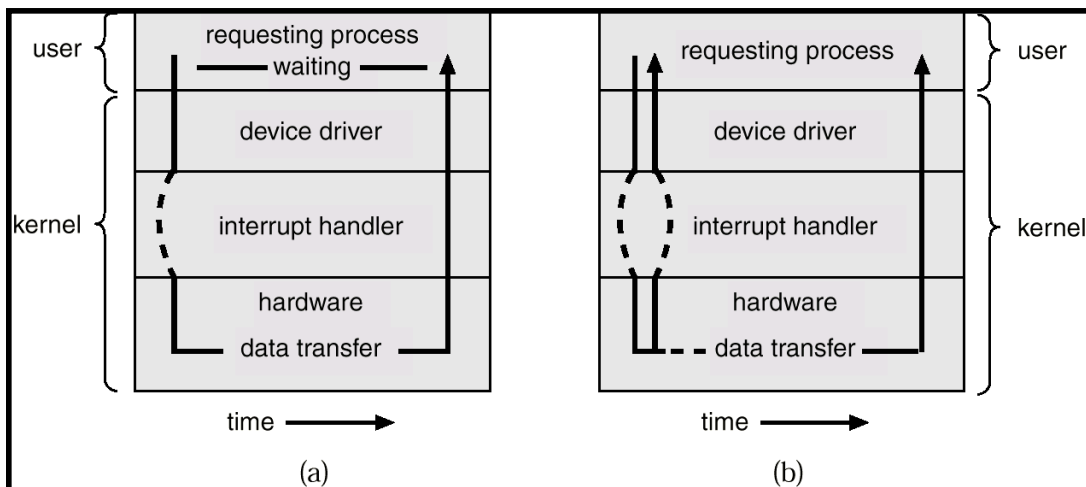 user
requesting process
waiting
device driver
kernel
interrupt handler
hardware
data transfer
time
(a)
requesting process
user
device driver
interrupt handler
kernel
hardware
data transfer
time
(b)